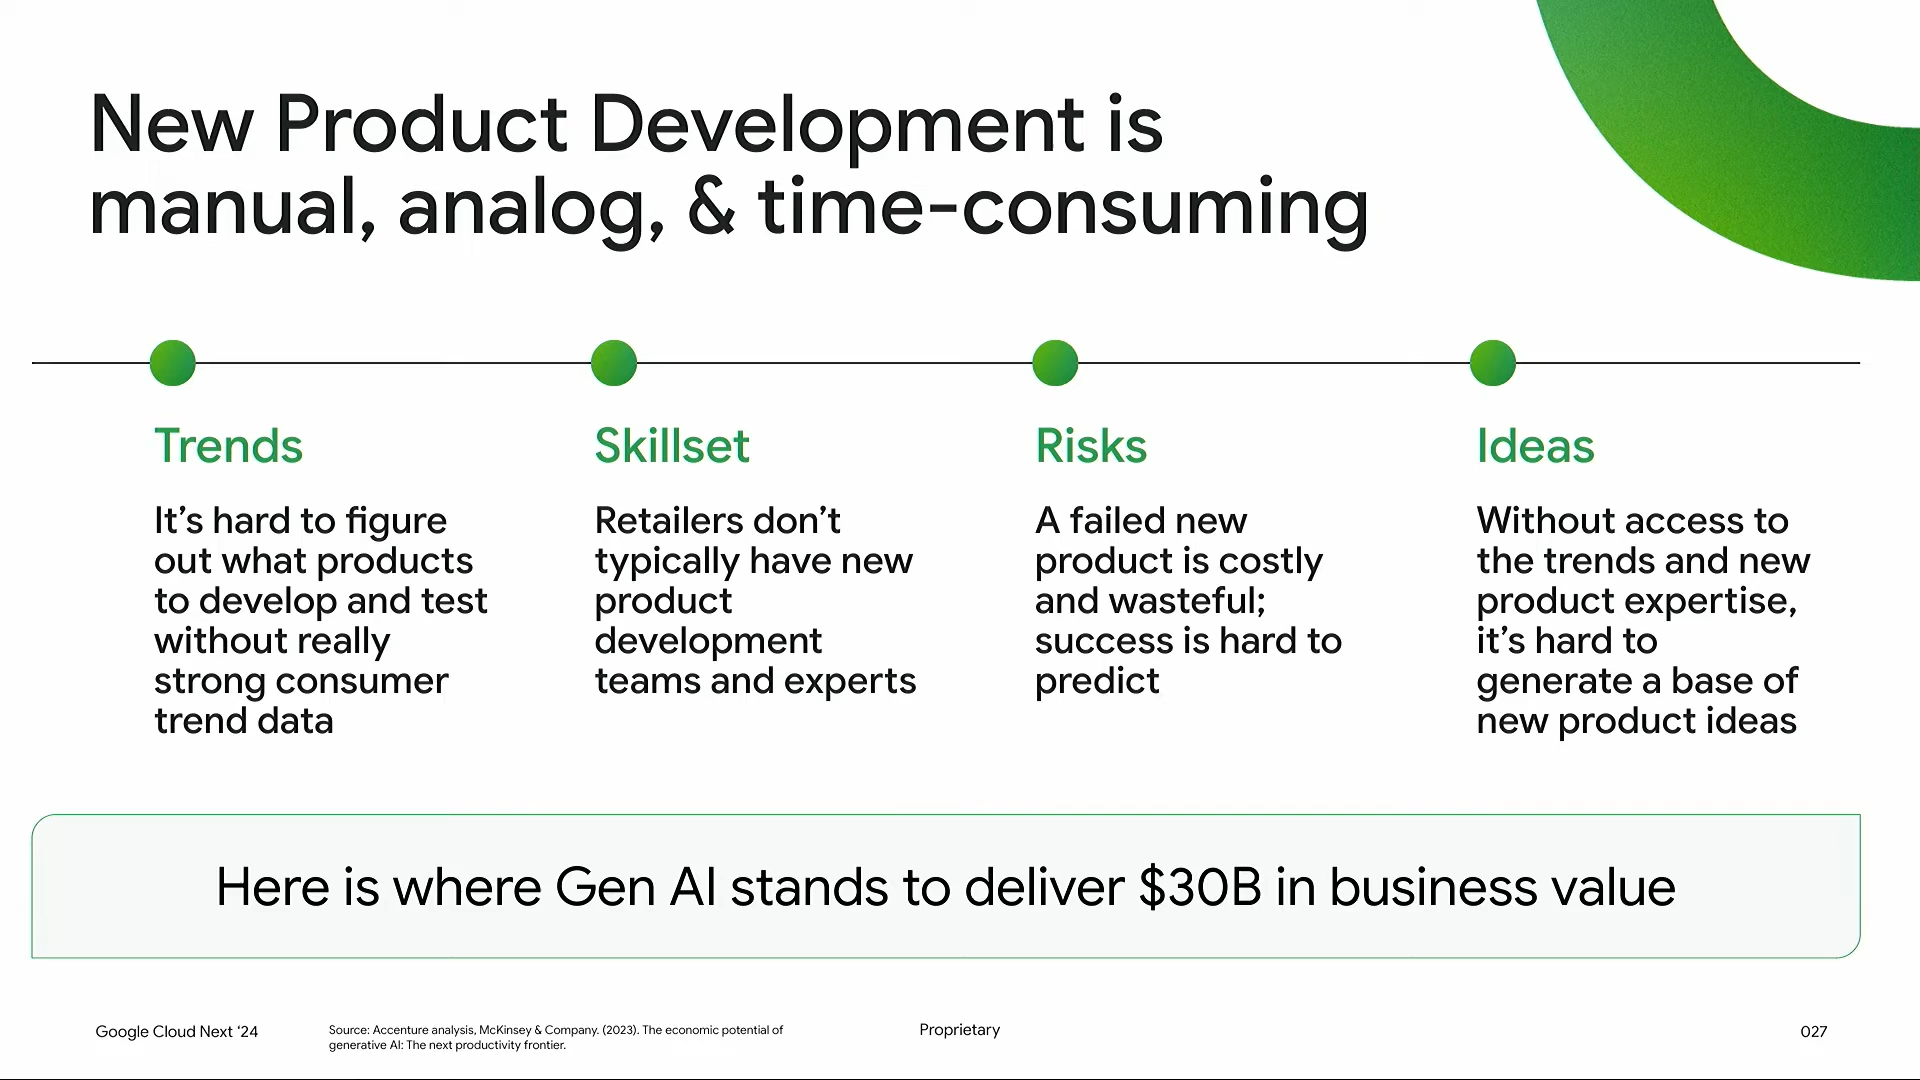 New Product Development is
manual, analog, & time-consuming
Trends
It’s hard to figure
out what products
to develop and test
without really
strong consumer
trend data
Skillset
Retailers don’t
typically have new
product
development
teams and experts
Risks
A failed new
product is costly
and wasteful;
success is hard to
predict
Ideas
Without access to
the trends and new
product expertise,
it’s hard to
generate a base of
new product ideas
Here is where Gen AI stands to deliver $30B in business value
Google Cloud Next ‘24
Source: Accenture analysis, McKinsey & Company. (2023). The economic potential of
generative AI: The next productivity frontier.
Proprietary
027